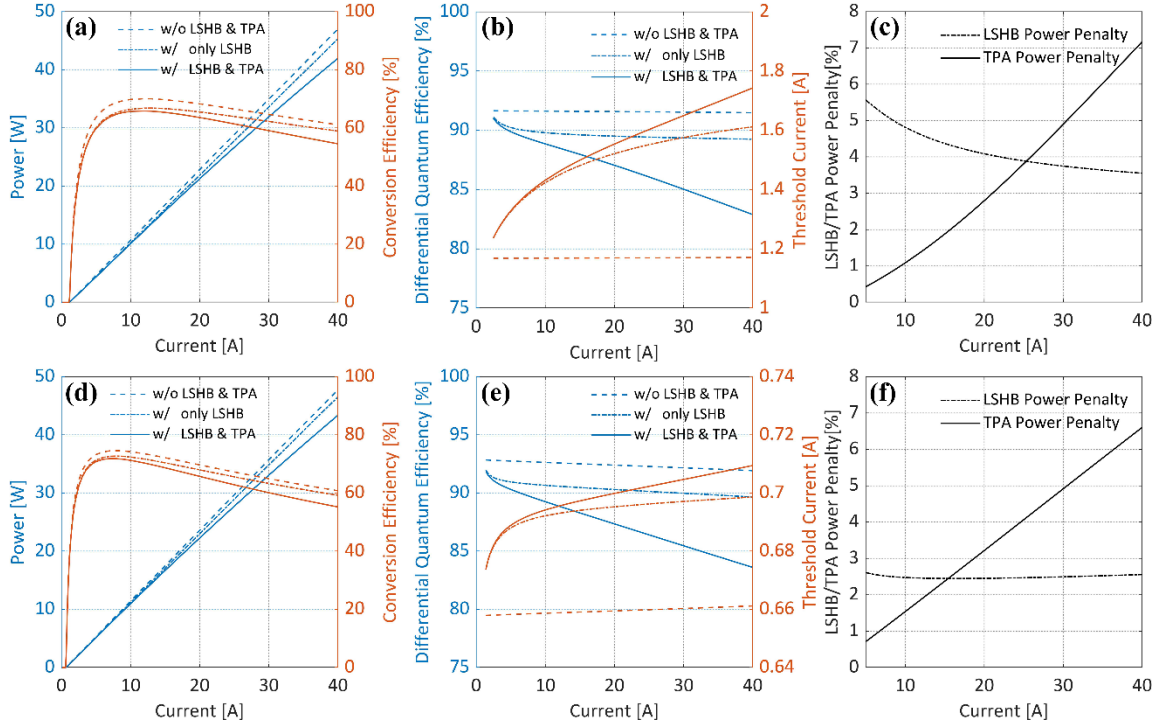 (a)
w/o LSHB & TPA
w/ only LSHB
w/ LSHB & TPA
Power [W]
50
40
30
20
10
0
Conversion Efficiency [%]
100
80
60
40
20
0
0 10 20 30 40
Current [A]
(b)
w/o LSHB & TPA
w/ only LSHB
w/ LSHB & TPA
Differential Quantum Efficiency [%]
100
95
90
85
80
75
Threshold Current [A]
2
1.8
1.6
1.4
1.2
1
0 10 20 30 40
Current [A]
(c)
LSHB Power Penalty
TPA Power Penalty
LSHB/TPA Power Penalty[%]
8
7
6
5
4
3
2
1
0
10 20 30 40
Current [A]
(d)
w/o LSHB & TPA
w/ only LSHB
w/ LSHB & TPA
Power [W]
50
40
30
20
10
0
Conversion Efficiency [%]
100
80
60
40
20
0
0 10 20 30 40
Current [A]
(e)
w/o LSHB & TPA
w/ only LSHB
w/ LSHB & TPA
Differential Quantum Efficiency [%]
100
95
90
85
80
75
Threshold Current [A]
0.74
0.72
0.7
0.68
0.66
0.64
0 10 20 30 40
Current [A]
(f)
LSHB Power Penalty
TPA Power Penalty
LSHB/TPA Power Penalty[%]
8
7
6
5
4
3
2
1
0
10 20 30 40
Current [A]